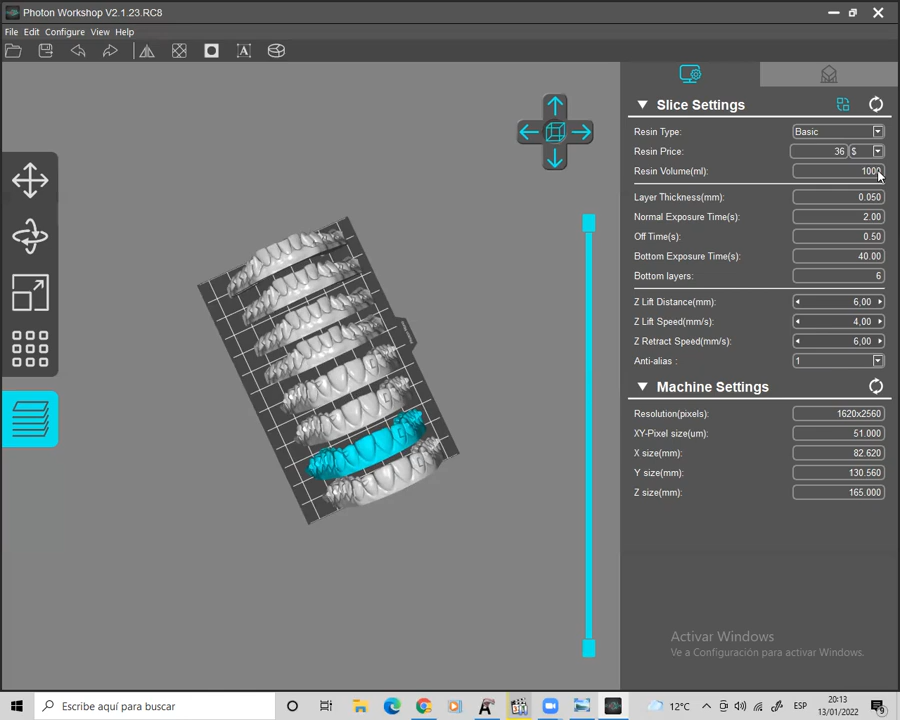 Photon Workshop V2.1.23.RC8
File Edit Configure View Help
A
Slice Settings
Resin Type: Basic
Resin Price: 36 $
Resin Volume(ml): 1000
Layer Thickness(mm): 0.050
Normal Exposure Time(s): 2.00
Off Time(s): 0.50
Bottom Exposure Time(s): 40.00
Bottom layers: 6
Z Lift Distance(mm): 6,00
Z Lift Speed(mm/s): 4,00
Z Retract Speed(mm/s): 6,00
Anti-alias : 1
Machine Settings
Resolution(pixels): 1620x2560
XY-Pixel size(um): 51.000
X size(mm): 82.620
Y size(mm): 130.560
Z size(mm): 165.000
Activar Windows
Ve a Configuración para activar Windows.
Escribe aquí para buscar
12°C
ESP
20:13
13/01/2022